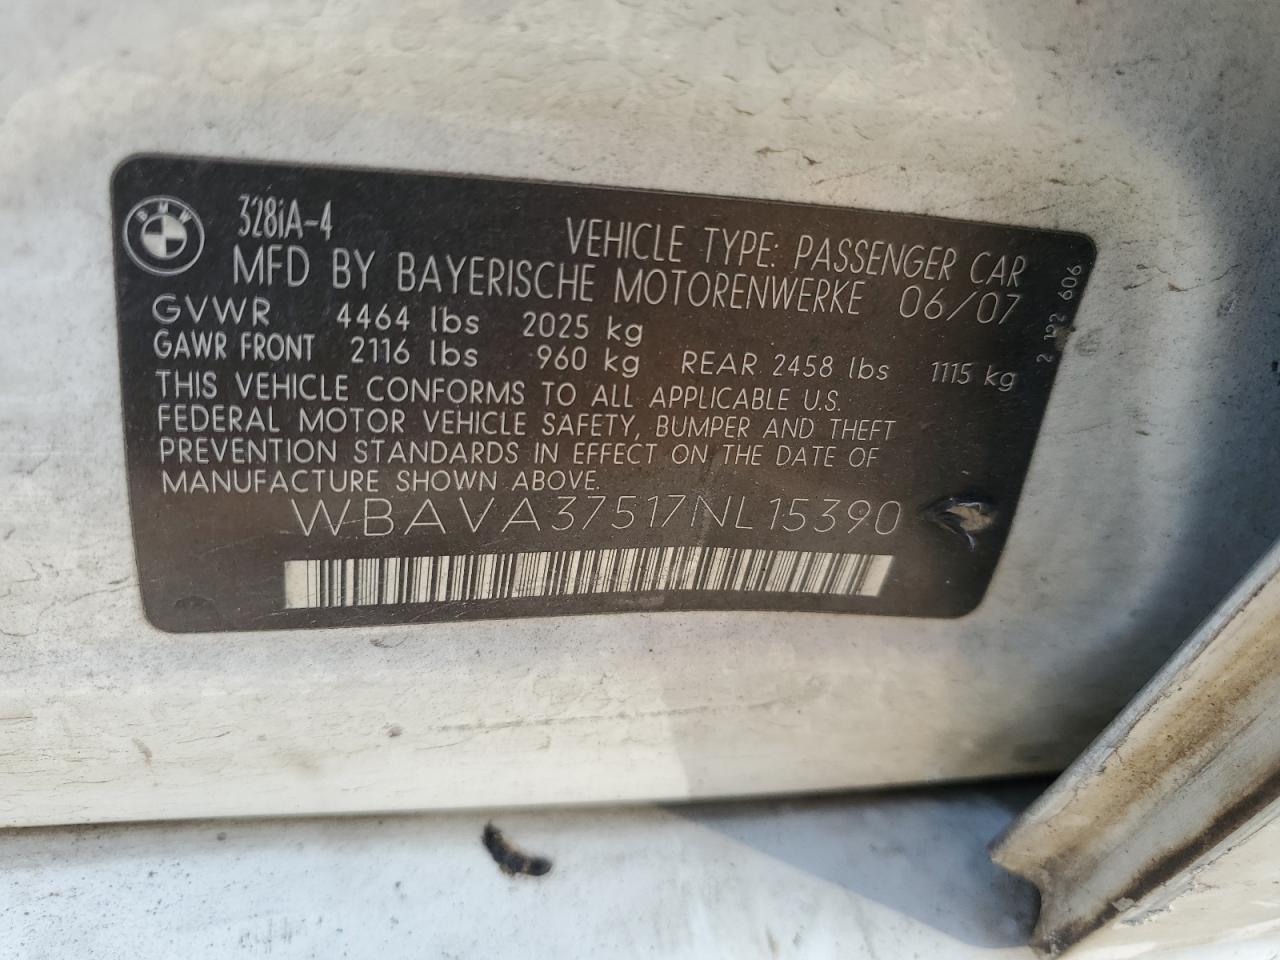 BMW
328iA-4
VEHICLE TYPE: PASSENGER CAR
MFD BY BAYERISCHE MOTORENWERKE 06/07
GVWR 4464 lbs 2025 kg
GAWR FRONT 2116 lbs 960 kg REAR 2458 lbs 1115 kg
THIS VEHICLE CONFORMS TO ALL APPLICABLE U.S.
FEDERAL MOTOR VEHICLE SAFETY, BUMPER AND THEFT
PREVENTION STANDARDS IN EFFECT ON THE DATE OF
MANUFACTURE SHOWN ABOVE.
WBAVA37517NL15390
2 122 606